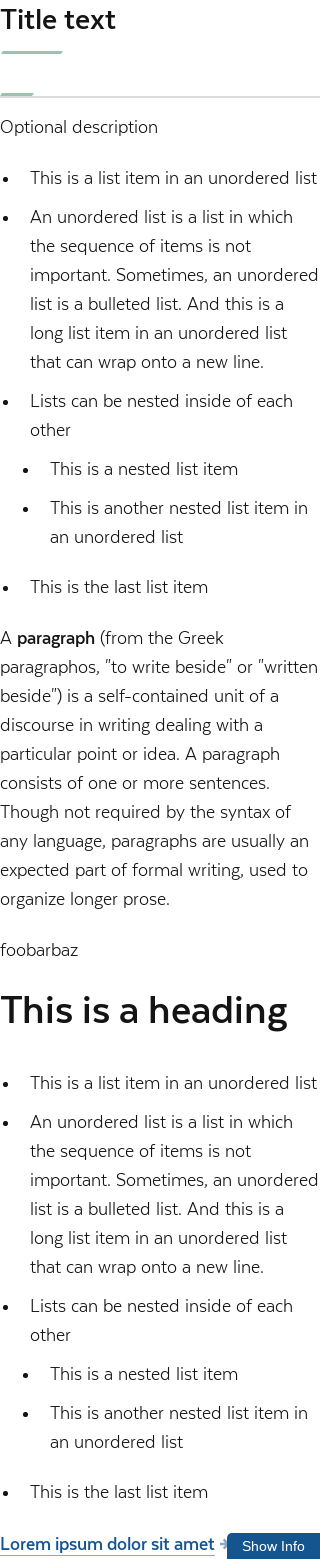 Title text
Optional description
This is a list item in an unordered list
An unordered list is a list in which
the sequence of items is not
important. Sometimes, an unordered
list is a bulleted list. And this is a
long list item in an unordered list
that can wrap onto a new line.
Lists can be nested inside of each
other
This is a nested list item
This is another nested list item in
an unordered list
This is the last list item
A paragraph (from the Greek
paragraphos, "to write beside" or "written
beside") is a self-contained unit of a
discourse in writing dealing with a
particular point or idea. A paragraph
consists of one or more sentences.
Though not required by the syntax of
any language, paragraphs are usually an
expected part of formal writing, used to
organize longer prose.
foobarbaz
This is a heading
This is a list item in an unordered list
An unordered list is a list in which
the sequence of items is not
important. Sometimes, an unordered
list is a bulleted list. And this is a
long list item in an unordered list
that can wrap onto a new line.
Lists can be nested inside of each
other
This is a nested list item
This is another nested list item in
an unordered list
This is the last list item
Lorem ipsum dolor sit amet
Show Info